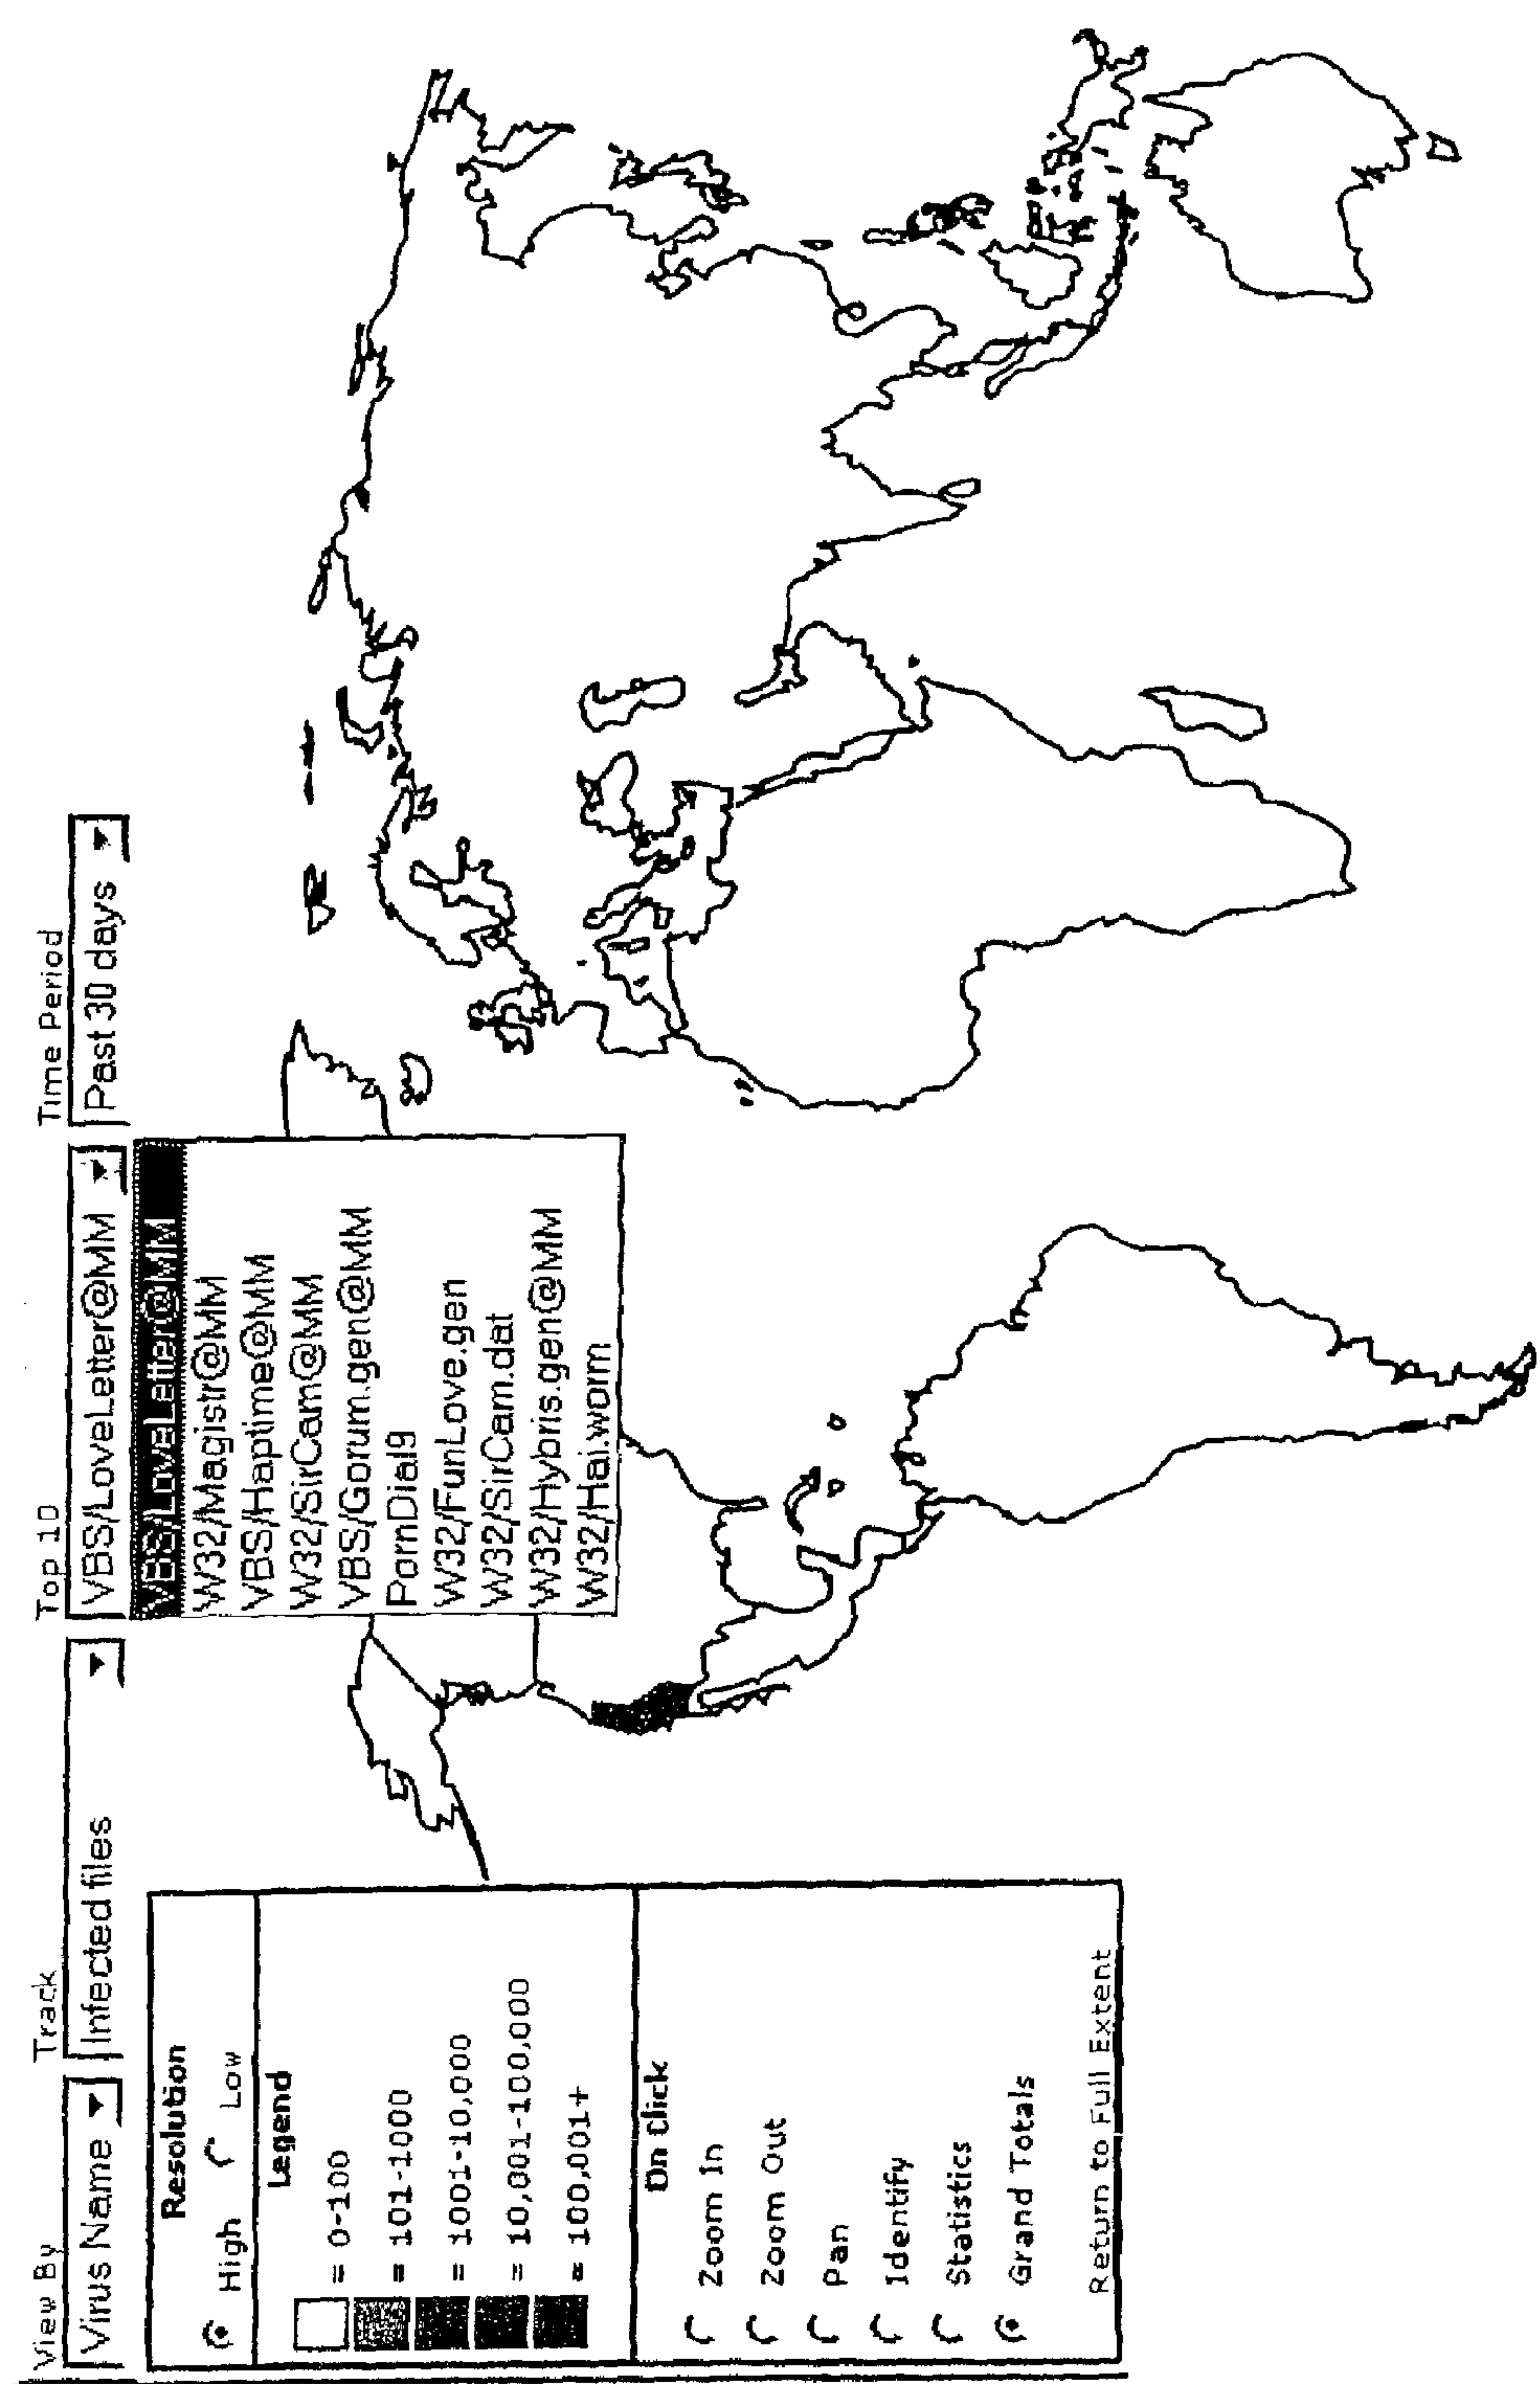 View By Track Top 10 Time Period
Virus Name Infected files VBS/LoveLetter@MM Past 30 days
VBS/LoveLetter@MM
W32/Magistr@MM
VBS/Haptime@MM
W32/SirCam@MM
VBS/Gorum.gen@MM
PornDial9
W32/FunLove.gen
W32/SirCam.dat
W32/Hybris.gen@MM
W32/Hai.worm
Resolution
High Low
Legend
= 0-100
= 101-1000
= 1001-10,000
= 10,001-100,000
= 100,001+
On Click
Zoom In
Zoom Out
Pan
Identify
Statistics
Grand Totals
Return to Full Extent